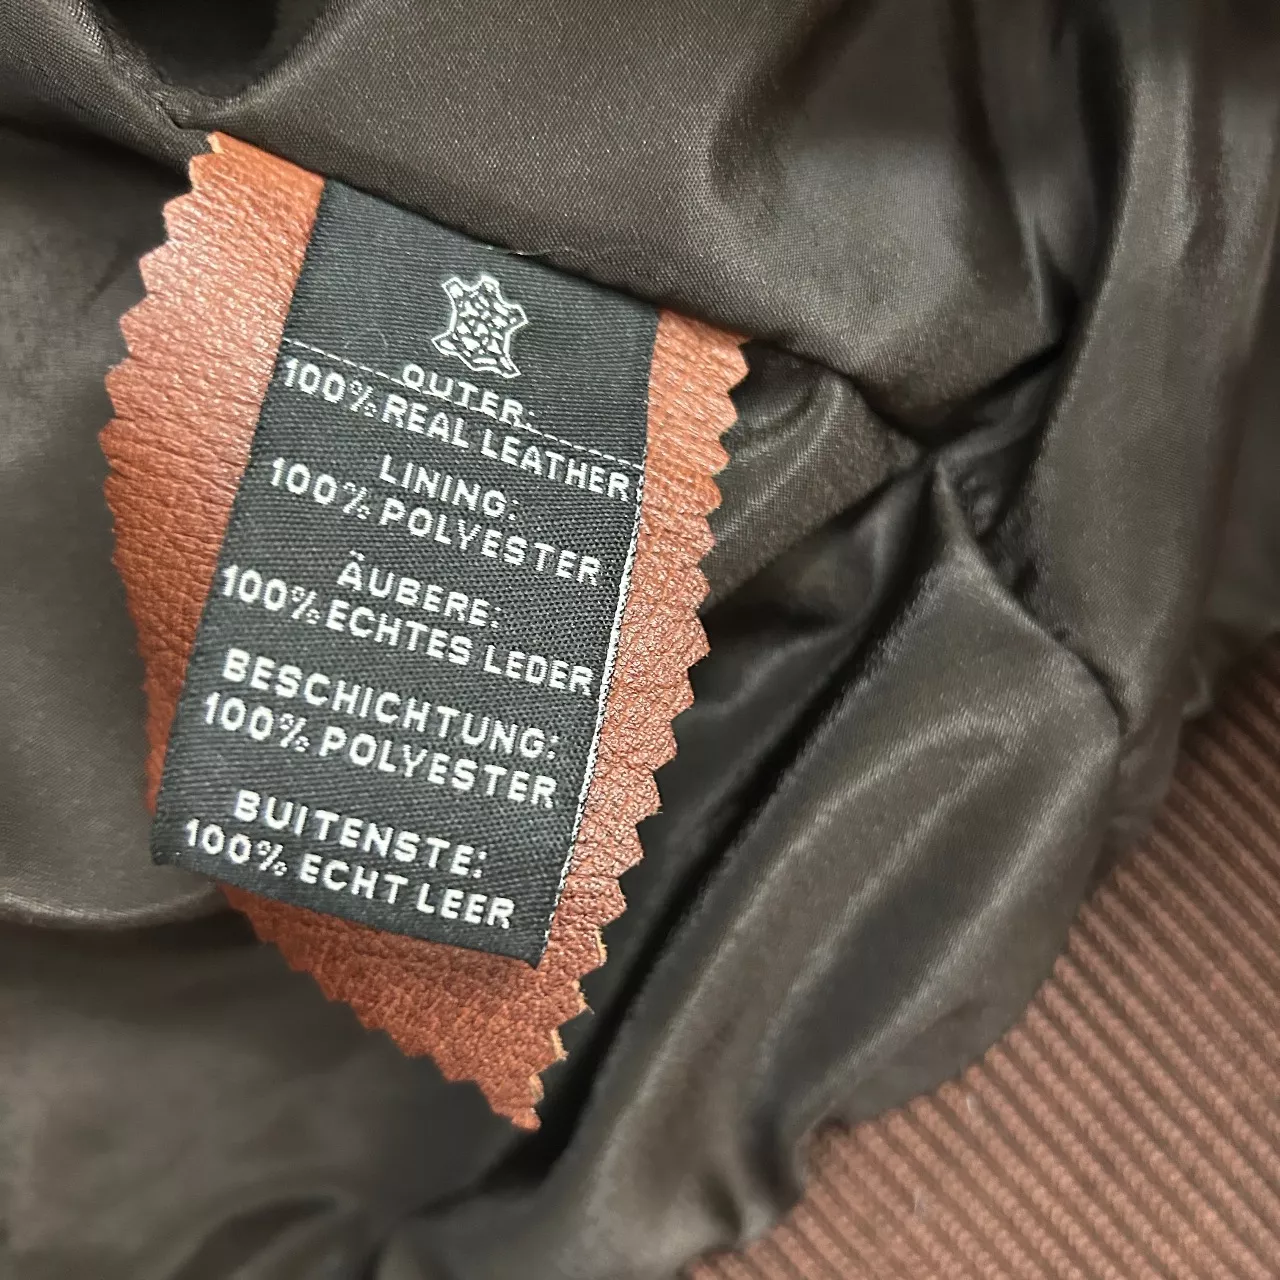 OUTER:
100% REAL LEATHER
LINING:
100% POLYESTER
ÄUBERE:
100% ECHTES LEDER
BESCHICHTUNG:
100% POLYESTER
BUITENSTE:
100% ECHT LEER